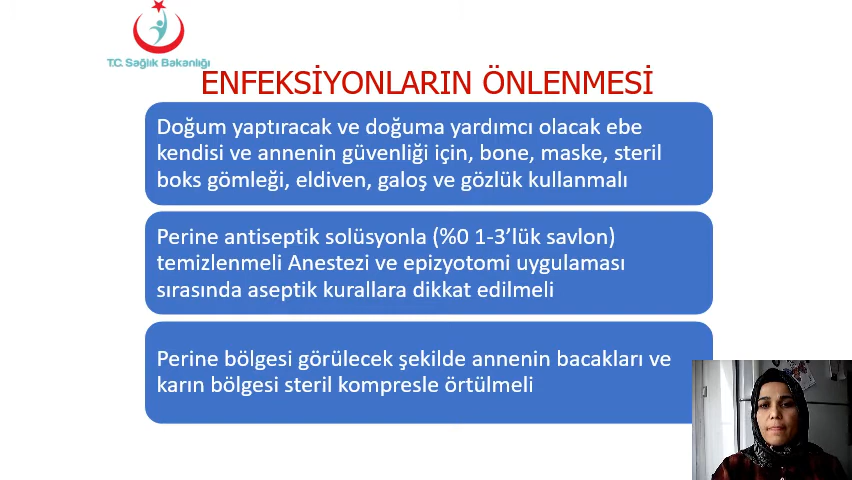 T.C. Sağlık Bakanlığı
ENFEKSİYONLARIN ÖNLENMESİ
Doğum yaptıracak ve doğuma yardımcı olacak ebe
kendisi ve annenin güvenliği için, bone, maske, steril
boks gömleği, eldiven, galoş ve gözlük kullanmalı
Perine antiseptik solüsyonla (%0 1-3’lük savlon)
temizlenmeli Anestezi ve epizyotomi uygulaması
sırasında aseptik kurallara dikkat edilmeli
Perine bölgesi görülecek şekilde annenin bacakları ve
karın bölgesi steril kompresle örtülmeli